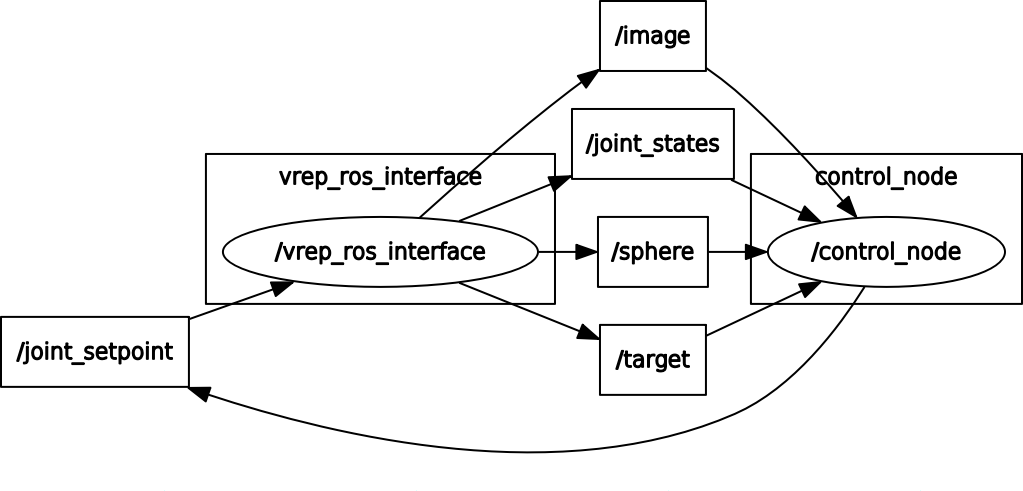 /image
/joint_states
vrep_ros_interface
control_node
/vrep_ros_interface
/sphere
/control_node
/joint_setpoint
/target